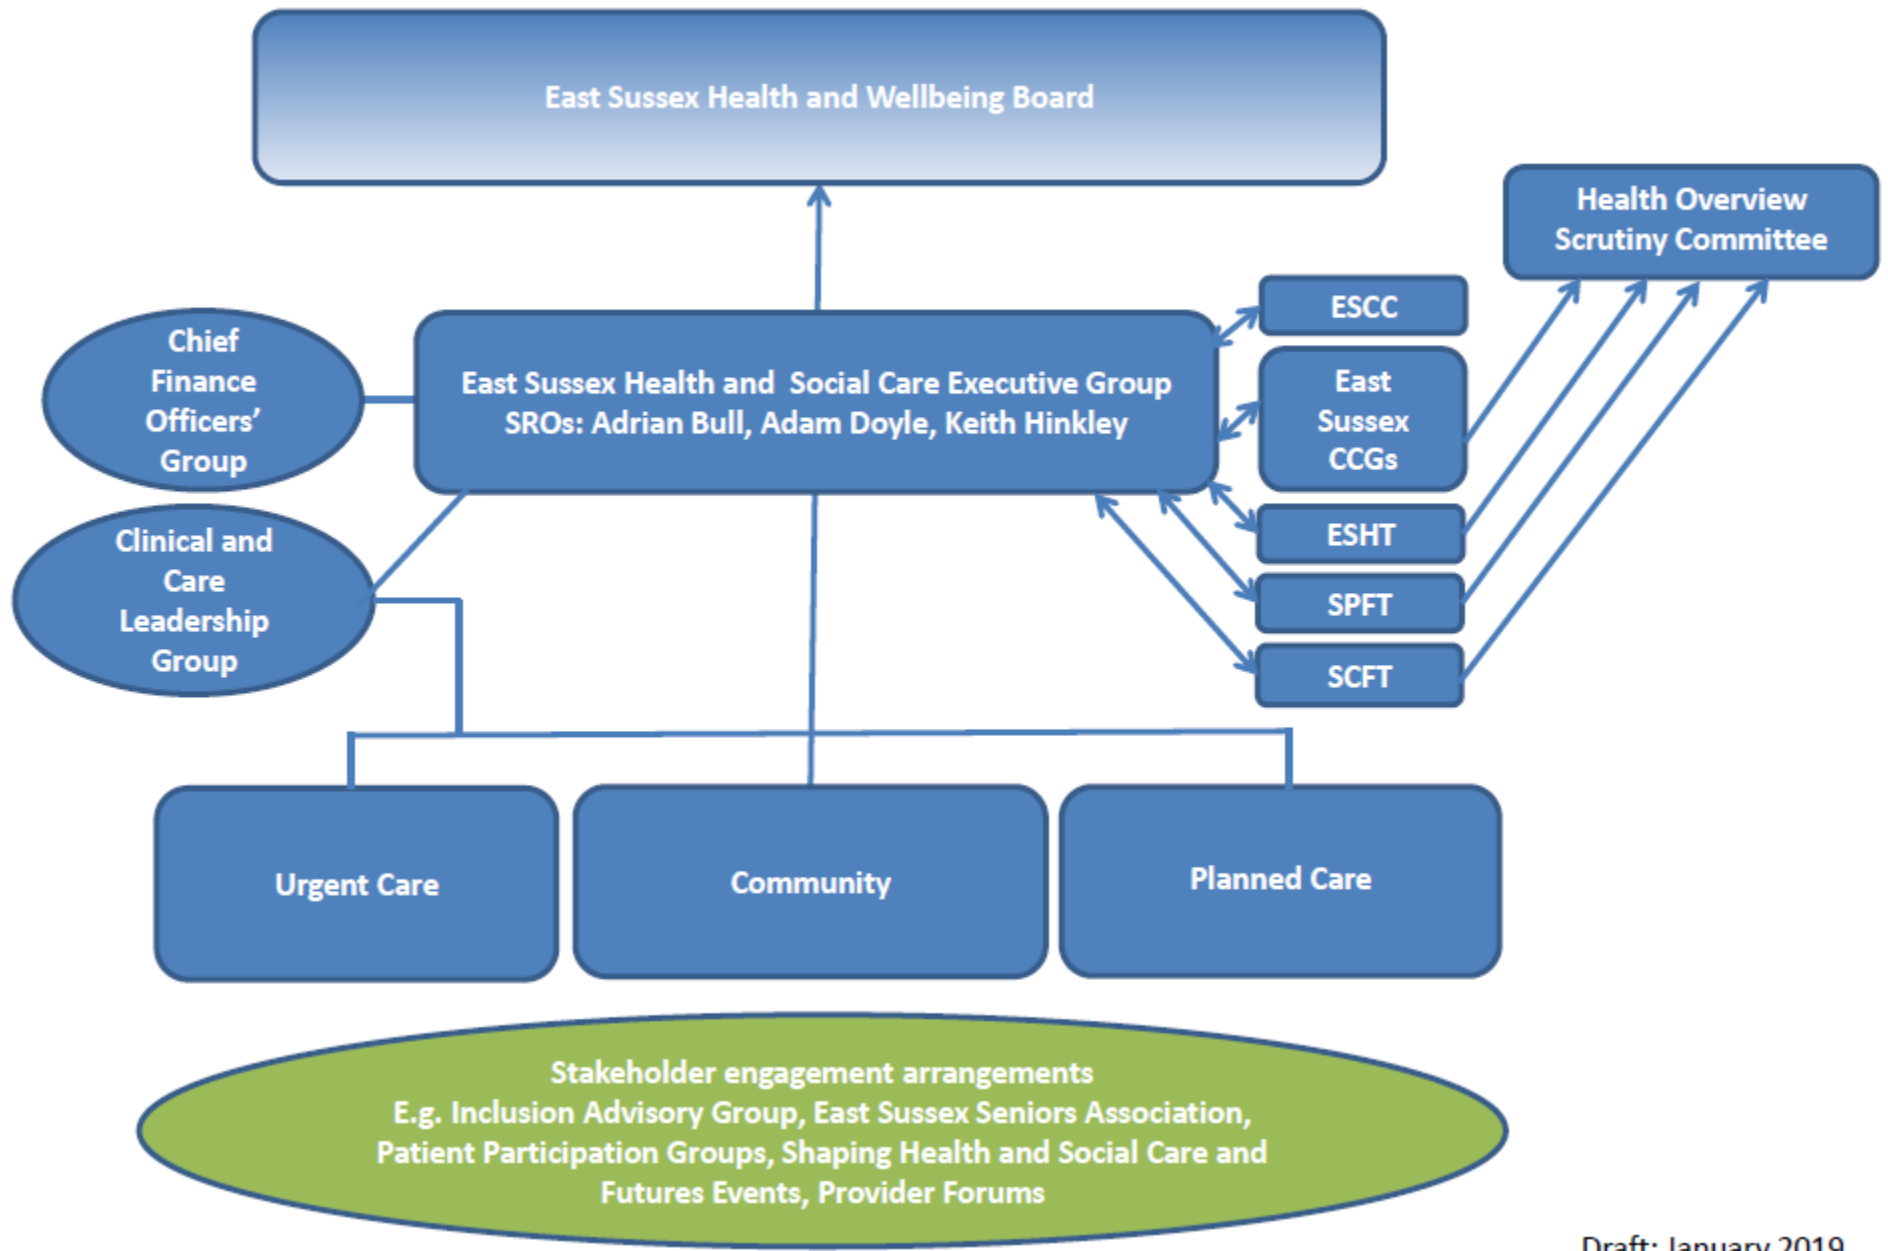 East Sussex Health and Wellbeing Board
Health Overview
Scrutiny Committee
Chief
Finance
Officers'
Group
East Sussex Health and Social Care Executive Group
SROs: Adrian Bull, Adam Doyle, Keith Hinkley
ESCC
East
Sussex
CCGs
ESHT
SPFT
SCFT
Clinical and
Care
Leadership
Group
Urgent Care
Community
Planned Care
Stakeholder engagement arrangements
E.g. Inclusion Advisory Group, East Sussex Seniors Association,
Patient Participation Groups, Shaping Health and Social Care and
Futures Events, Provider Forums
Draft: January 2019